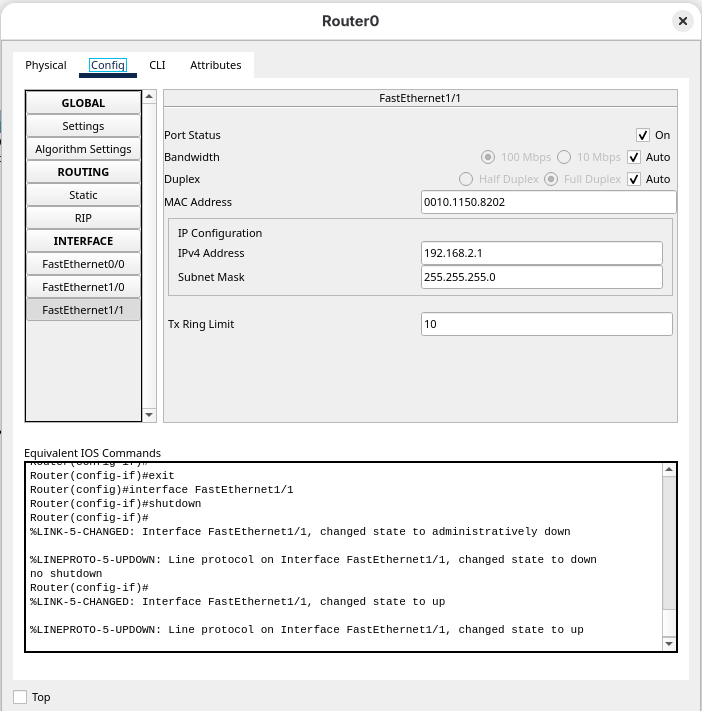 Router0
Physical Config CLI Attributes
GLOBAL
Settings
Algorithm Settings
ROUTING
Static
RIP
INTERFACE
FastEthernet0/0
FastEthernet1/0
FastEthernet1/1
FastEthernet1/1
Port Status On
Bandwidth 100 Mbps 10 Mbps Auto
Duplex Half Duplex Full Duplex Auto
MAC Address 0010.1150.8202
IP Configuration
IPv4 Address 192.168.2.1
Subnet Mask 255.255.255.0
Tx Ring Limit 10
Equivalent IOS Commands
Router(config-if)#
Router(config-if)#exit
Router(config)#interface FastEthernet1/1
Router(config-if)#shutdown
Router(config-if)#
%LINK-5-CHANGED: Interface FastEthernet1/1, changed state to administratively down
%LINEPROTO-5-UPDOWN: Line protocol on Interface FastEthernet1/1, changed state to down
no shutdown
Router(config-if)#
%LINK-5-CHANGED: Interface FastEthernet1/1, changed state to up
%LINEPROTO-5-UPDOWN: Line protocol on Interface FastEthernet1/1, changed state to up
Top